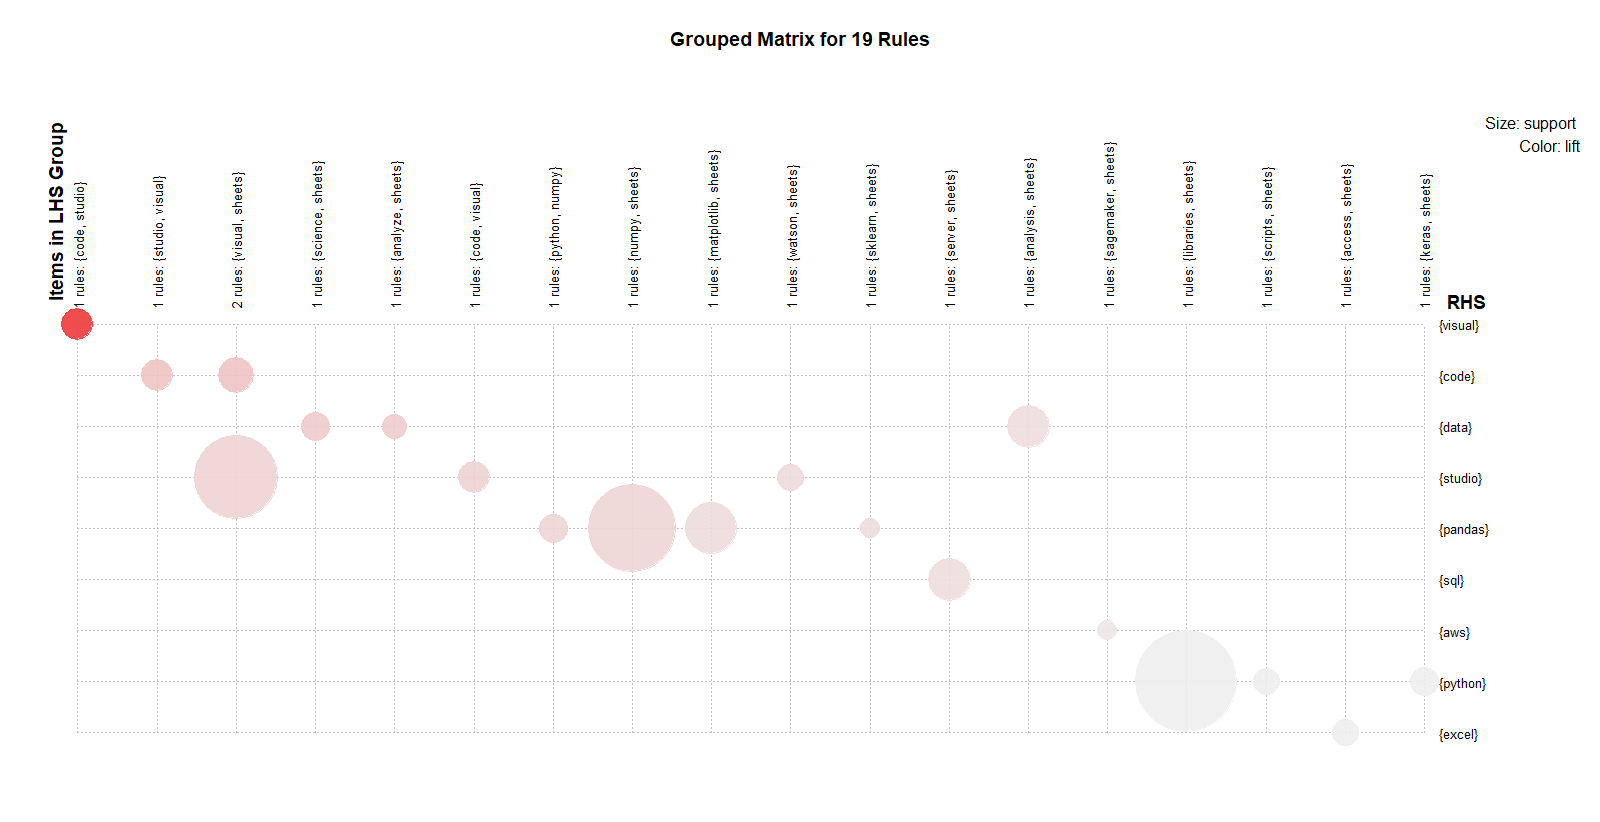 Grouped Matrix for 19 Rules
Size: support
Color: lift
Items in LHS Group
1 rules: {code, studio}
1 rules: {studio, visual}
2 rules: {visual, sheets}
1 rules: {science, sheets}
1 rules: {analyze, sheets}
1 rules: {code, visual}
1 rules: {python, numpy}
1 rules: {numpy, sheets}
1 rules: {matplotlib, sheets}
1 rules: {watson, sheets}
1 rules: {sklearn, sheets}
1 rules: {server, sheets}
1 rules: {analysis, sheets}
1 rules: {sagemaker, sheets}
1 rules: {libraries, sheets}
1 rules: {scripts, sheets}
1 rules: {access, sheets}
1 rules: {keras, sheets}
RHS
{visual}
{code}
{data}
{studio}
{pandas}
{sql}
{aws}
{python}
{excel}